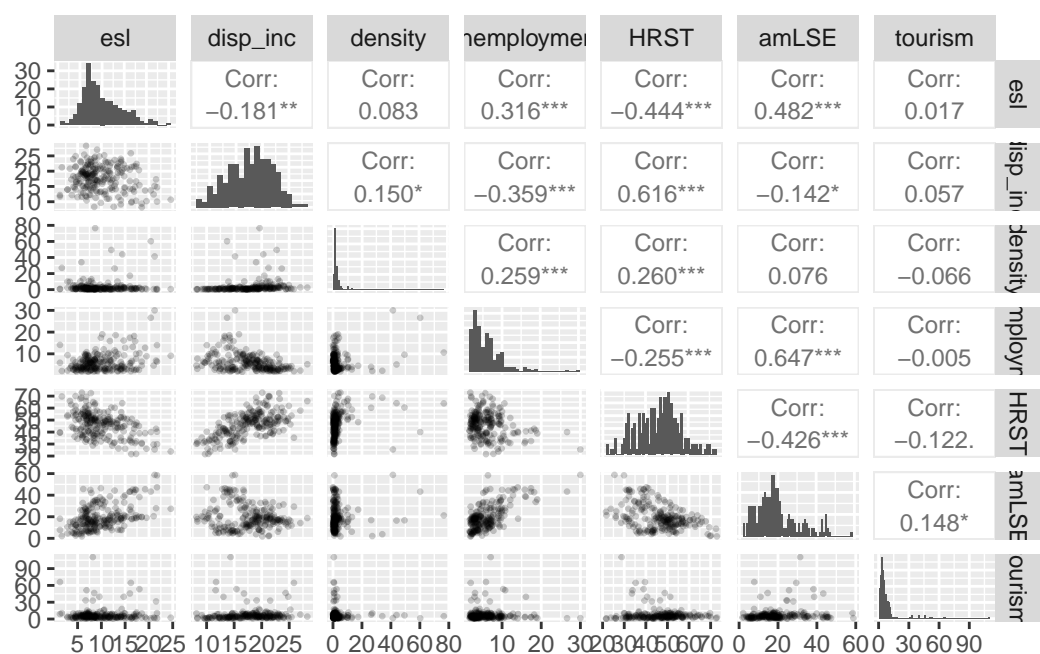 esl disp_inc density nemploymer HRST amLSE tourism
30
20
10
0
Corr:
−0.181**
Corr:
0.083
Corr:
0.316***
Corr:
−0.444***
Corr:
0.482***
Corr:
0.017
esl
25
20
15
10
Corr:
0.150*
Corr:
−0.359***
Corr:
0.616***
Corr:
−0.142*
Corr:
0.057
disp_inc
80
60
40
20
0
Corr:
0.259***
Corr:
0.260***
Corr:
0.076
Corr:
−0.066
density
30
20
10
Corr:
−0.255***
Corr:
0.647***
Corr:
−0.005
mployn
70
60
50
40
30
20
Corr:
−0.426***
Corr:
−0.122.
HRST
60
40
20
0
Corr:
0.148*
amLSE
90
60
30
0
ourism
5 10 15 20 25 10 15 20 25 0 20 40 60 80 10 20 30 20 30 40 50 60 70 0 20 40 60 0 30 60 90